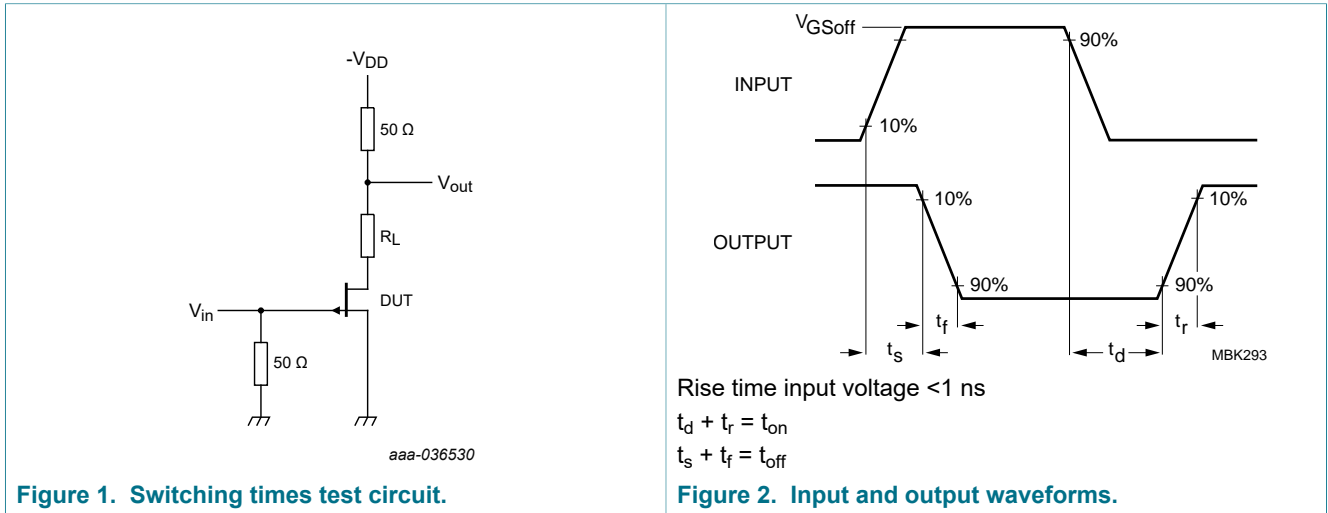 -VDD
50 Ω
Vout
RL
DUT
Vin
50 Ω
aaa-036530
Figure 1. Switching times test circuit.
VGSoff
90%
INPUT
10%
10%
10%
OUTPUT
90%
90%
tf
tr
ts
td
MBK293
Rise time input voltage <1 ns
td + tr = ton
ts + tf = toff
Figure 2. Input and output waveforms.